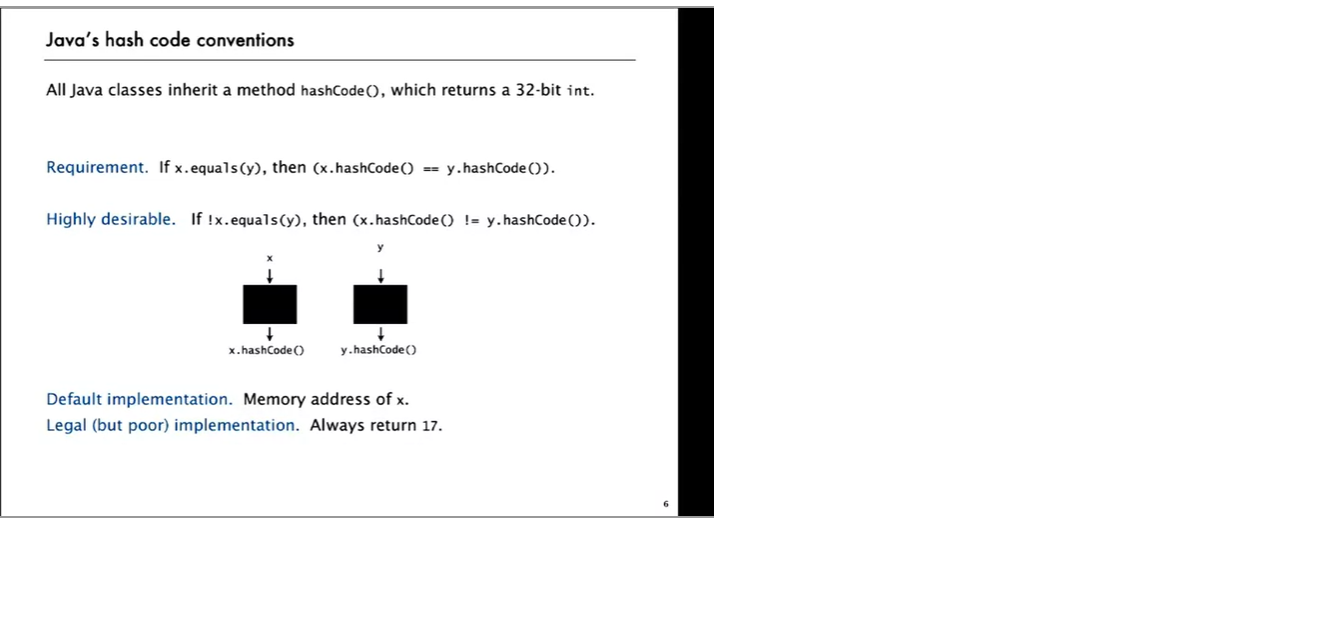 Java's hash code conventions
All Java classes inherit a method hashCode(), which returns a 32-bit int.
Requirement. If x.equals(y), then (x.hashCode() == y.hashCode()).
Highly desirable. If !x.equals(y), then (x.hashCode() != y.hashCode()).
x y
x.hashCode() y.hashCode()
Default implementation. Memory address of x.
Legal (but poor) implementation. Always return 17.
6